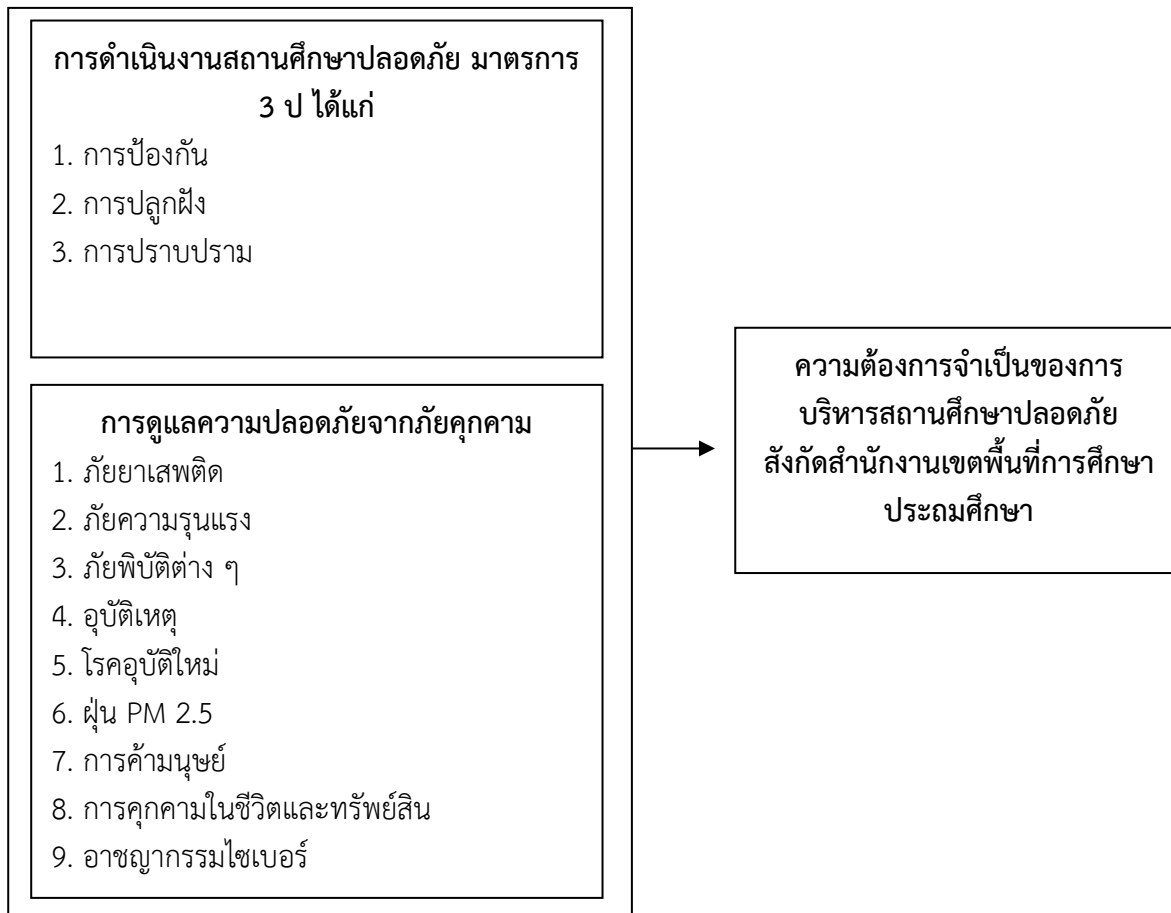 การดำเนินงานสถานศึกษาปลอดภัย มาตรการ
3 ป ได้แก่
1. การป้องกัน
2. การปลูกฝัง
3. การปราบปราม
การดูแลความปลอดภัยจากภัยคุกคาม
1. ภัยยาเสพติด
2. ภัยความรุนแรง
3. ภัยพิบัติต่าง ๆ
4. อุบัติเหตุ
5. โรคอุบัติใหม่
6. ฝุ่น PM 2.5
7. การค้ามนุษย์
8. การคุกคามในชีวิตและทรัพย์สิน
9. อาชญากรรมไซเบอร์
ความต้องการจำเป็นของการ
บริหารสถานศึกษาปลอดภัย
สังกัดสำนักงานเขตพื้นที่การศึกษา
ประถมศึกษา